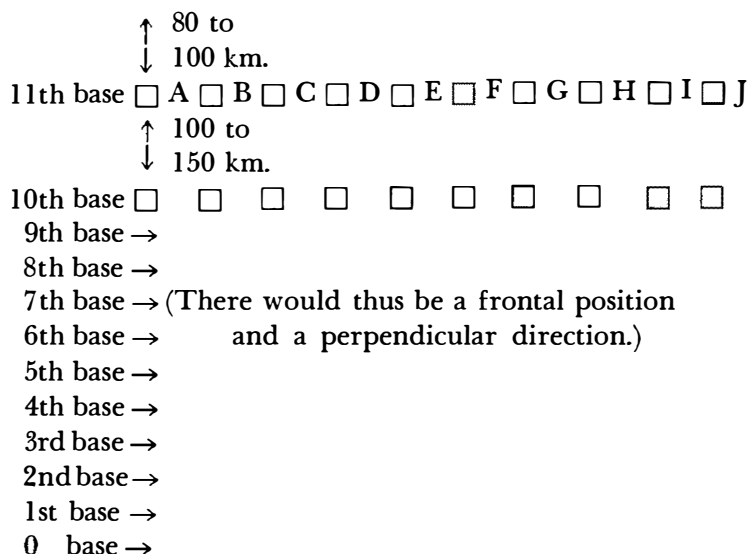 ↑ 80 to
↓ 100 km.
11th base □ A □ B □ C □ D □ E □ F □ G □ H □ I □ J
↑ 100 to
↓ 150 km.
10th base □ □ □ □ □ □ □ □ □ □
9th base →
8th base →
7th base → (There would thus be a frontal position
6th base → and a perpendicular direction.)
5th base →
4th base →
3rd base →
2nd base →
1st base →
0 base →